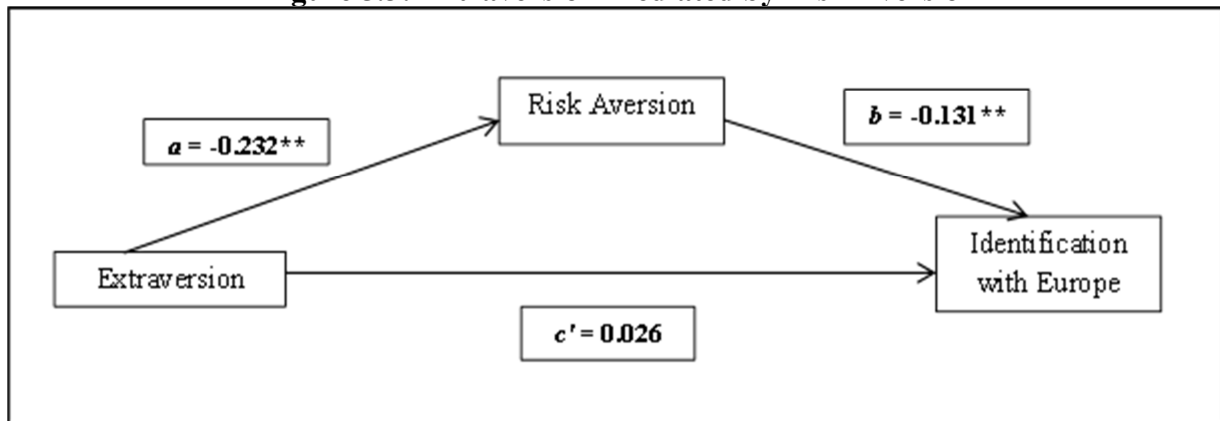 Risk Aversion
b = -0.131**
a = -0.232**
Identification
with Europe
Extraversion
c' = 0.026